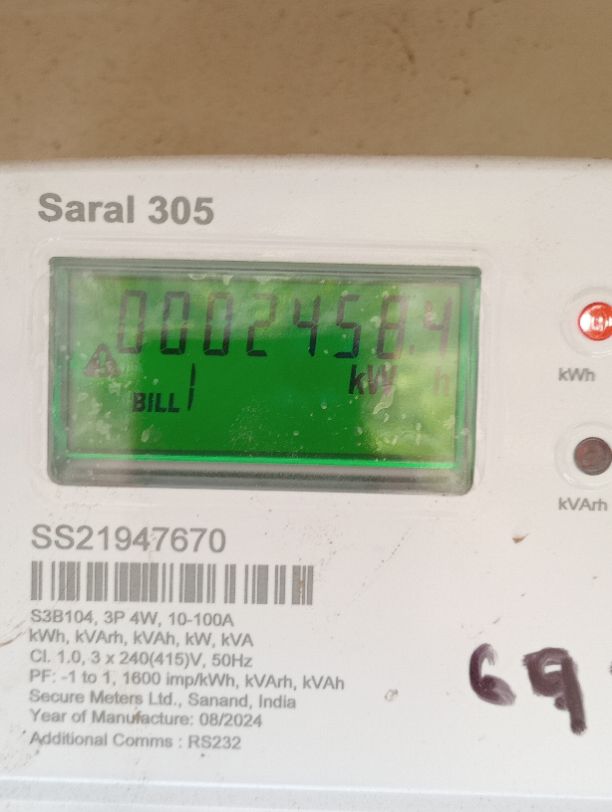 Saral 305
0002458.4
kW h
BILL 1
kWh
kVArh
SS21947670
S3B104, 3P 4W, 10-100A
kWh, kVArh, kVAh, kW, kVA
Cl. 1.0, 3 x 240(415)V, 50Hz
PF: -1 to 1, 1600 imp/kWh, kVArh, kVAh
Secure Meters Ltd., Sanand, India
Year of Manufacture: 08/2024
Additional Comms : RS232